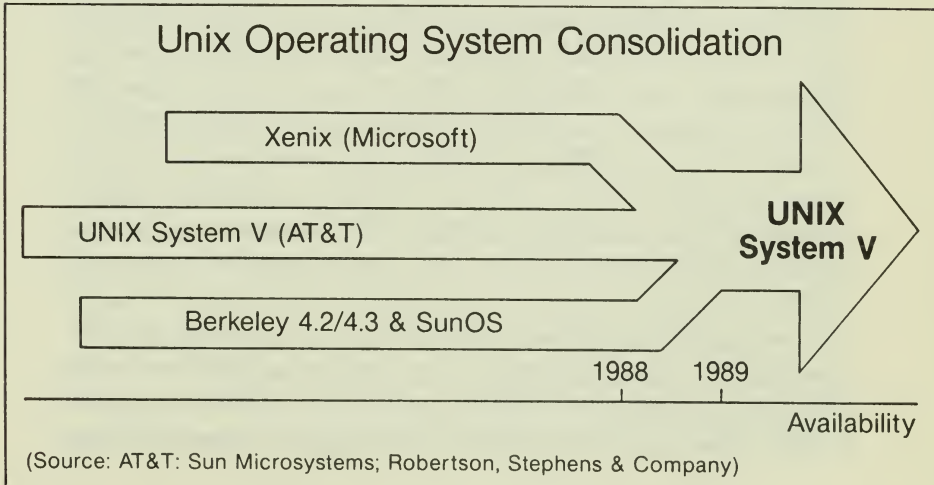 Unix Operating System Consolidation
Xenix (Microsoft)
UNIX System V (AT&T)
Berkeley 4.2/4.3 & SunOS
UNIX
System V
1988
1989
Availability
(Source: AT&T: Sun Microsystems; Robertson, Stephens & Company)